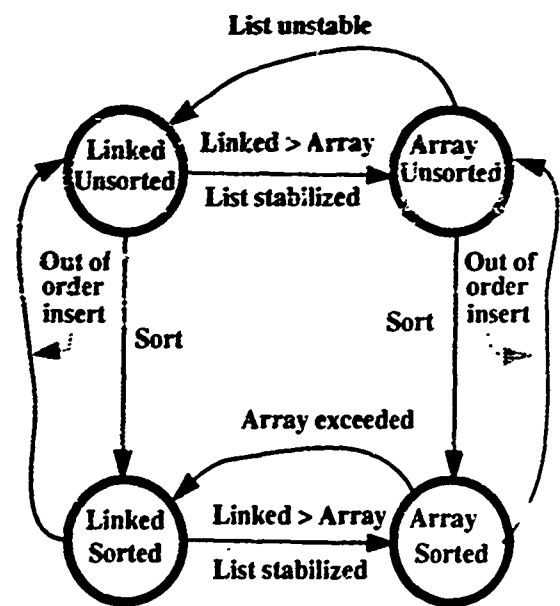 List unstable
Linked
Unsorted
Linked > Array
List stabilized
Array
Unsorted
Out of
order
insert
Sort
Sort
Out of
order
insert
Array exceeded
Linked
Sorted
Linked > Array
List stabilized
Array
Sorted